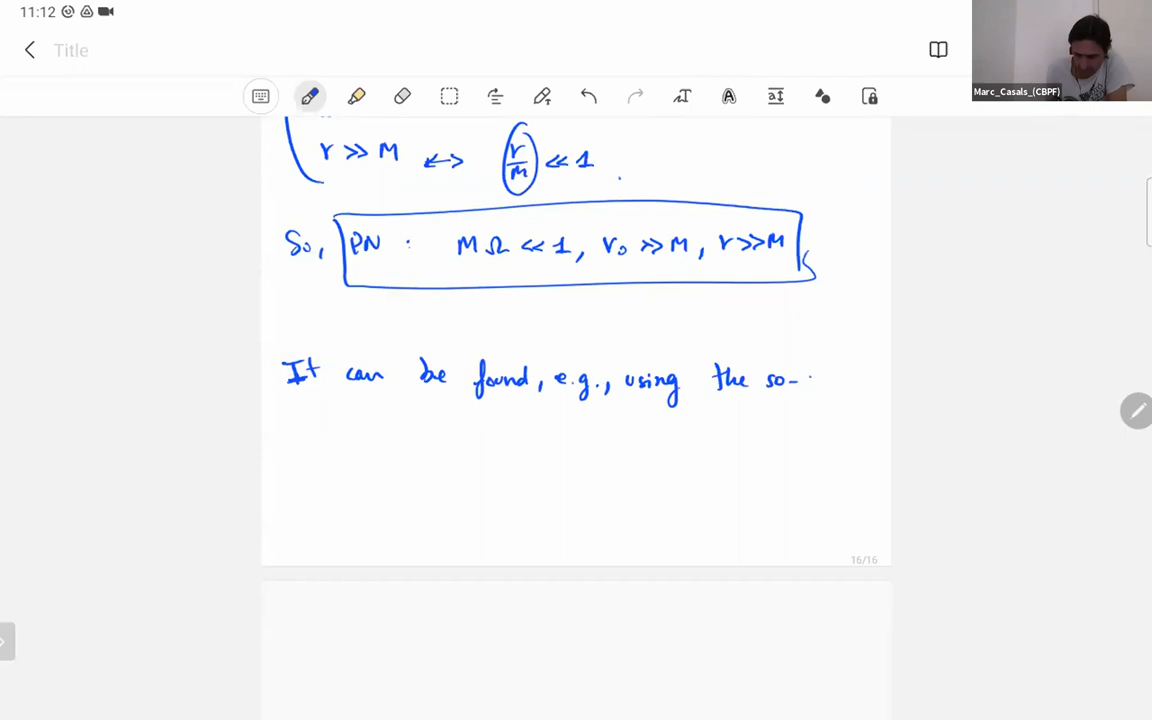 11:12
Title
Marc_Casals_(CBPF)
r >> M ↔ r/M << 1 .
So, PN : M Ω << 1, r₀ >> M, r >> M
It can be found, e.g., using the so-
16/16